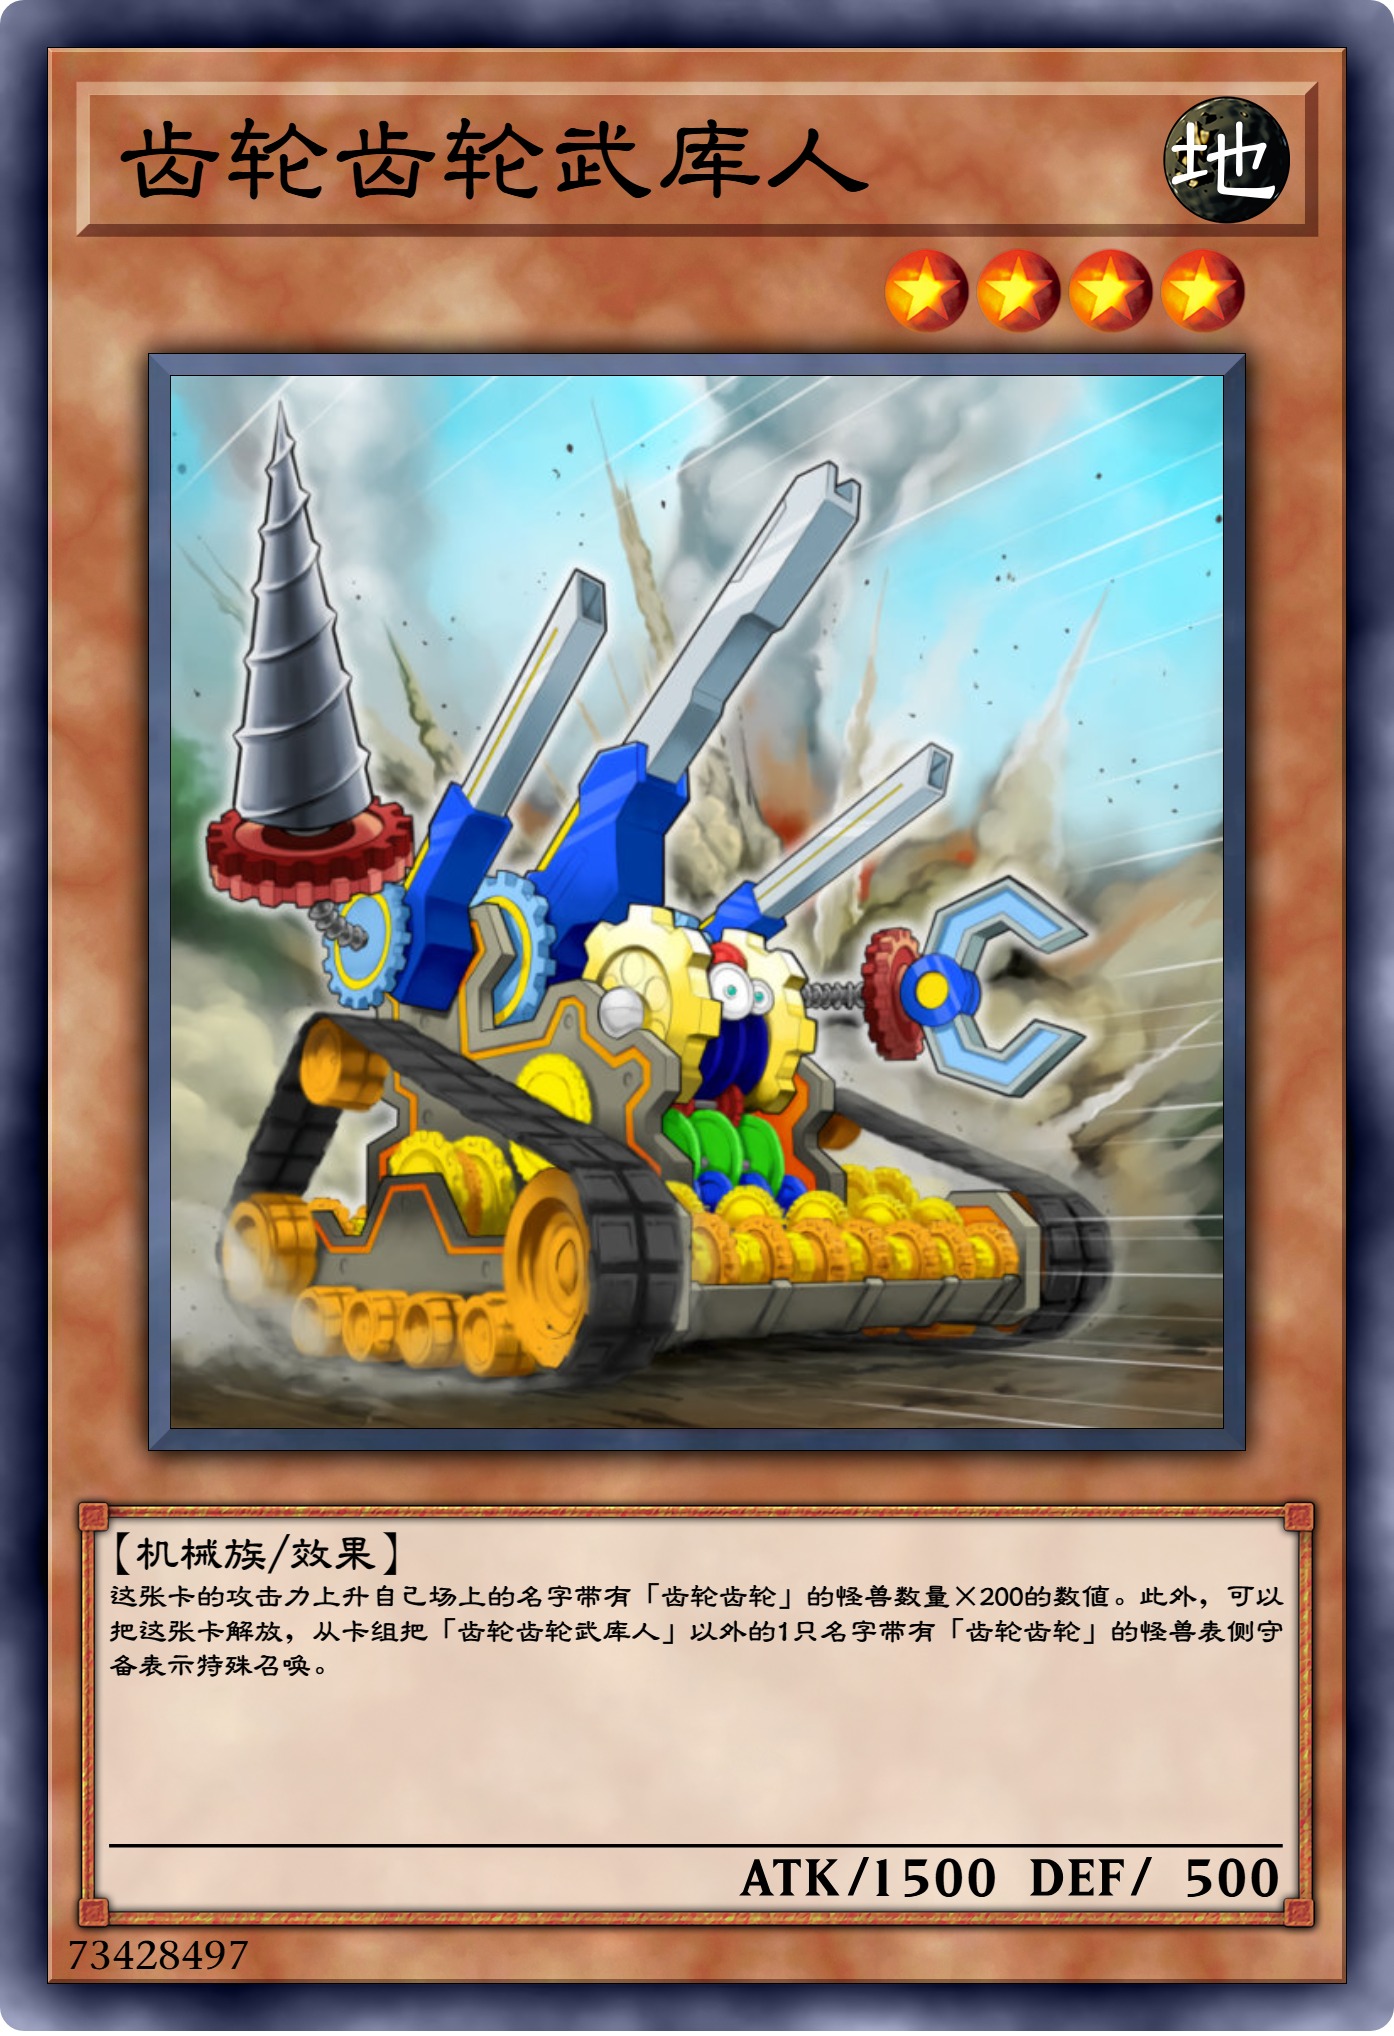 齿轮齿轮武库人
地
【机械族/效果】
这张卡的攻击力上升自己场上的名字带有「齿轮齿轮」的怪兽数量×200的数值。此外，可以
把这张卡解放，从卡组把「齿轮齿轮武库人」以外的1只名字带有「齿轮齿轮」的怪兽表侧守
备表示特殊召唤。
ATK/1500 DEF/ 500
73428497